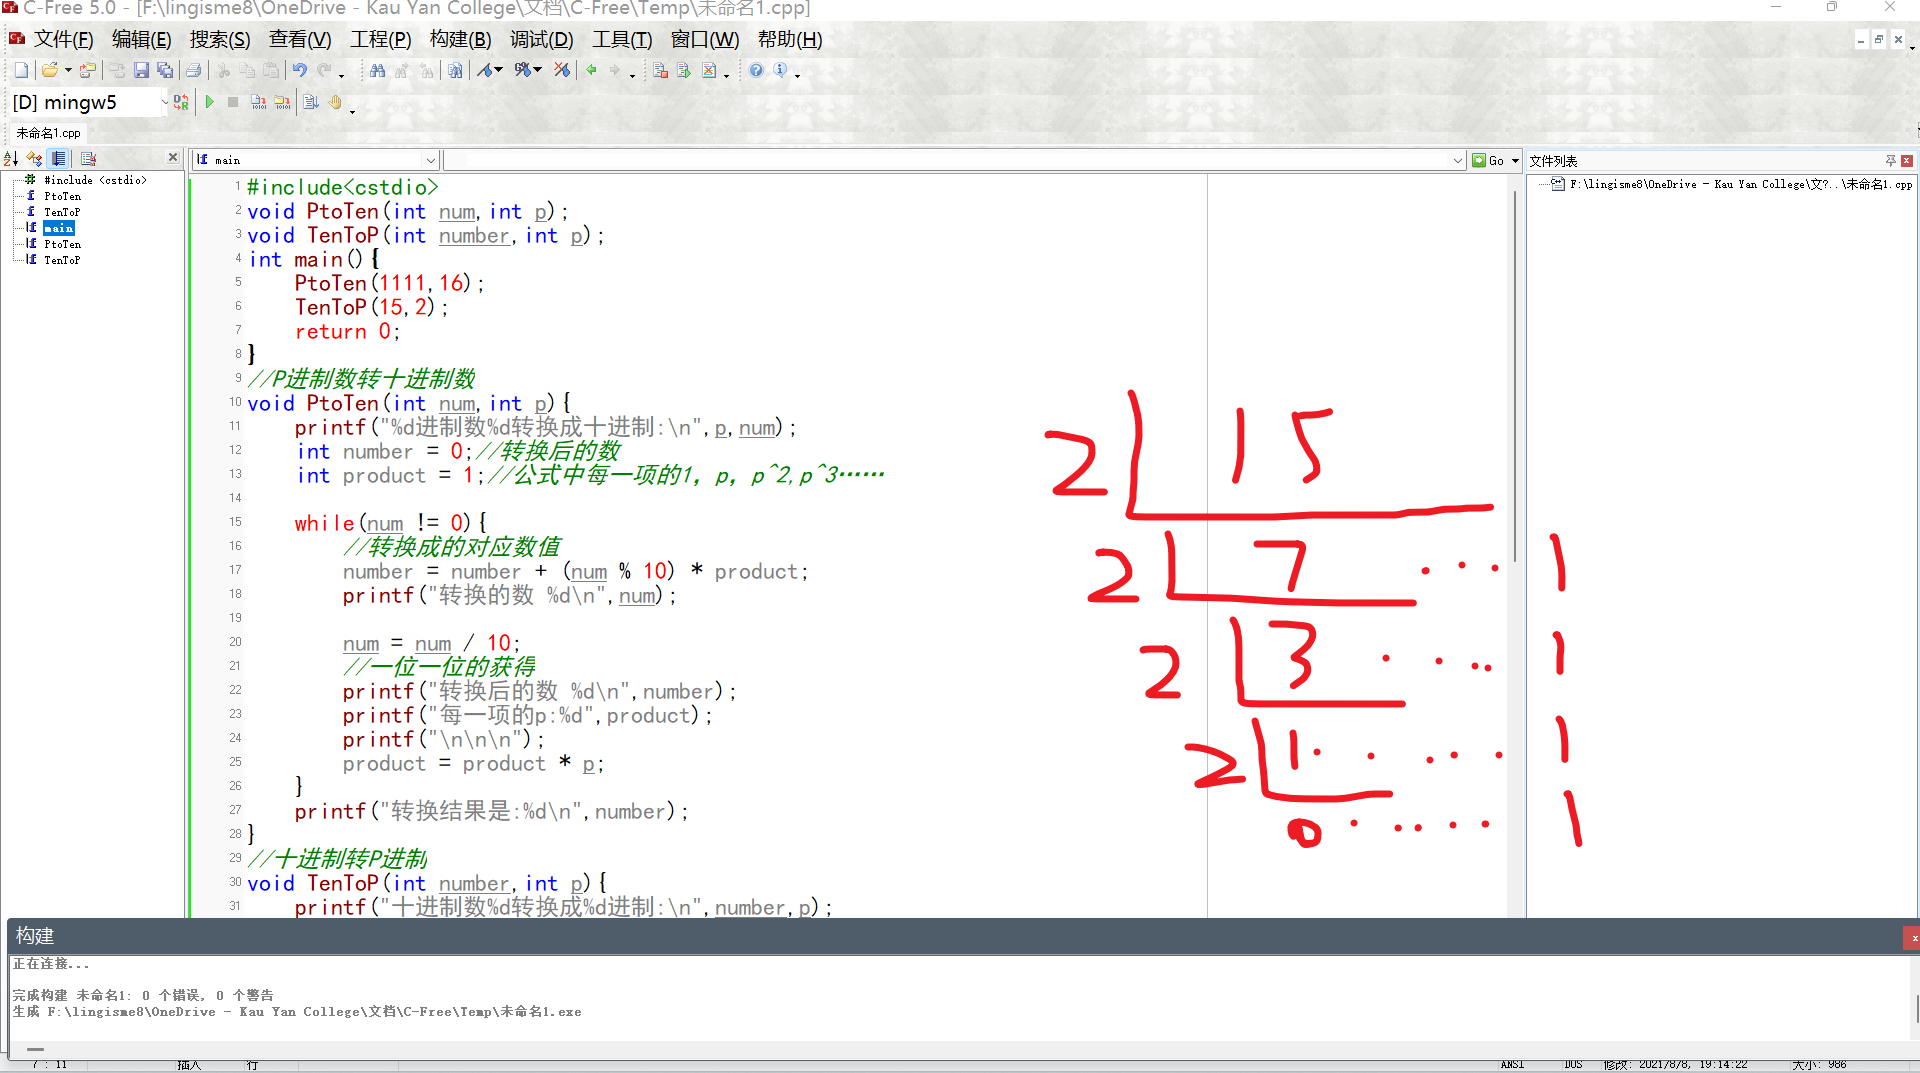 C-Free 5.0 - [F:\lingisme8\OneDrive - Kau Yan College\文档\C-Free\Temp\未命名1.cpp]
文件(F) 编辑(E) 搜索(S) 查看(V) 工程(P) 构建(B) 调试(D) 工具(T) 窗口(W) 帮助(H)
[D] mingw5
未命名1.cpp
main
Go
文件列表
#include <cstdio>
PtoTen
TenToP
main
PtoTen
TenToP
F:\lingisme8\OneDrive - Kau Yan College\文?..\未命名1.cpp
1 #include<cstdio>
2 void PtoTen(int num,int p);
3 void TenToP(int number,int p);
4 int main(){
5 PtoTen(1111,16);
6 TenToP(15,2);
7 return 0;
8 }
9 //P进制数转十进制数
10 void PtoTen(int num,int p){
11 printf("%d进制数%d转换成十进制:\n",p,num);
12 int number = 0;//转换后的数
13 int product = 1;//公式中每一项的1, p, p^2,p^3……
14
15 while(num != 0){
16 //转换成的对应数值
17 number = number + (num % 10) * product;
18 printf("转换的数 %d\n",num);
19
20 num = num / 10;
21 //一位一位的获得
22 printf("转换后的数 %d\n",number);
23 printf("每一项的p:%d",product);
24 printf("\n\n\n");
25 product = product * p;
26 }
27 printf("转换结果是:%d\n",number);
28 }
29 //十进制转P进制
30 void TenToP(int number,int p){
31 printf("十进制数%d转换成%d进制:\n",number,p);
2 15
2 7 ... 1
2 3 .... 1
2 1 ..... 1
0 ..... 1
构建
正在连接...
完成构建 未命名1: 0 个错误, 0 个警告
生成 F:\lingisme8\OneDrive - Kau Yan College\文档\C-Free\Temp\未命名1.exe
7 : 11 插入 行 ANSI DOS 修改: 2021/8/8, 19:14:22 大小: 986